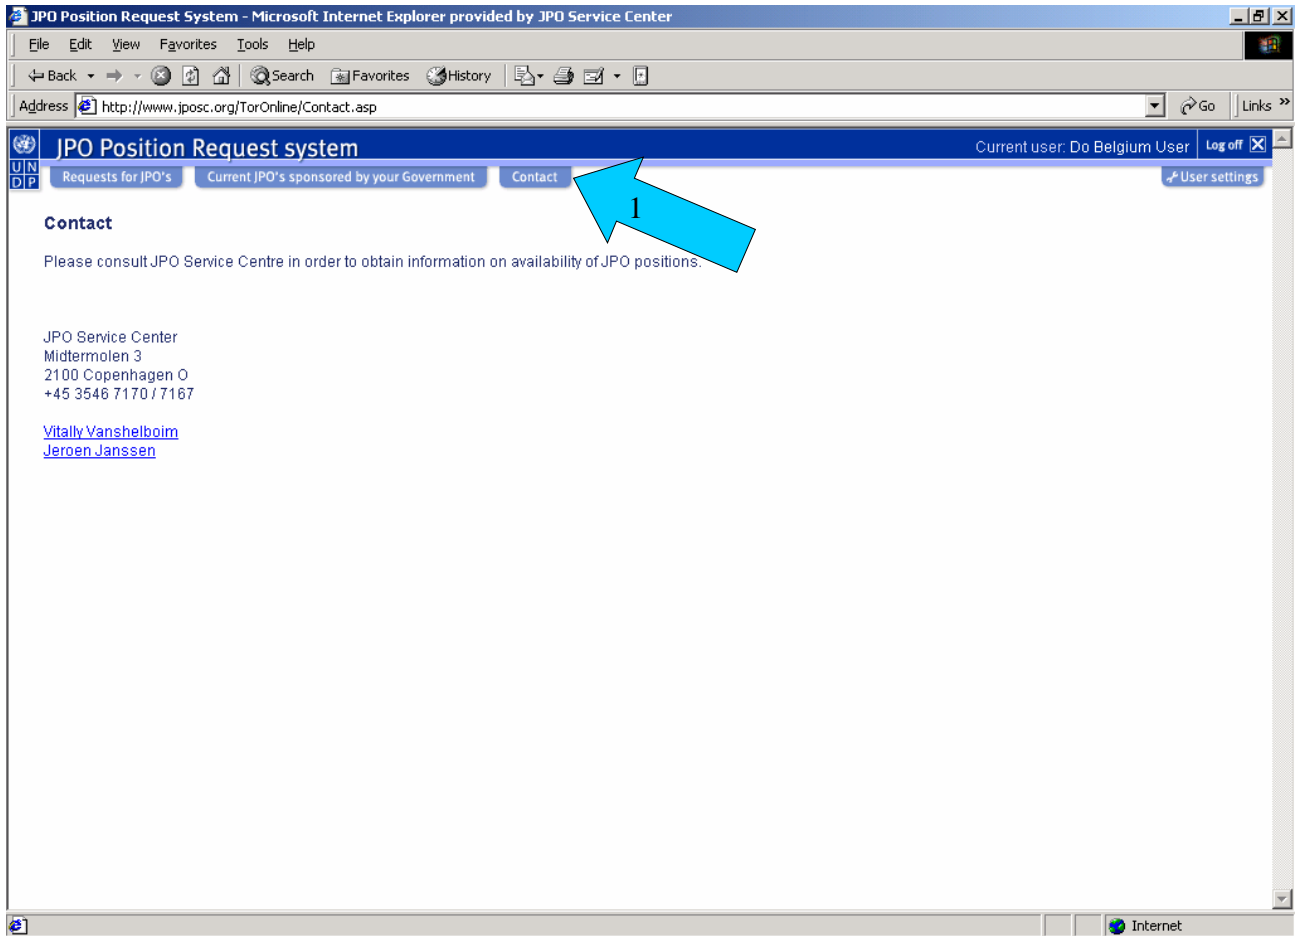 JPO Position Request System - Microsoft Internet Explorer provided by JPO Service Center
File Edit View Favorites Tools Help
Back Search Favorites History
Address http://www.jposc.org/TorOnline/Contact.asp Go Links »
JPO Position Request system Current user: Do Belgium User Log off
UN
DP
Requests for JPO's Current JPO's sponsored by your Government Contact User settings
1
Contact
Please consult JPO Service Centre in order to obtain information on availability of JPO positions.
JPO Service Center
Midtermolen 3
2100 Copenhagen O
+45 3546 7170 / 7167
Vitally Vanshelboim
Jeroen Janssen
Internet